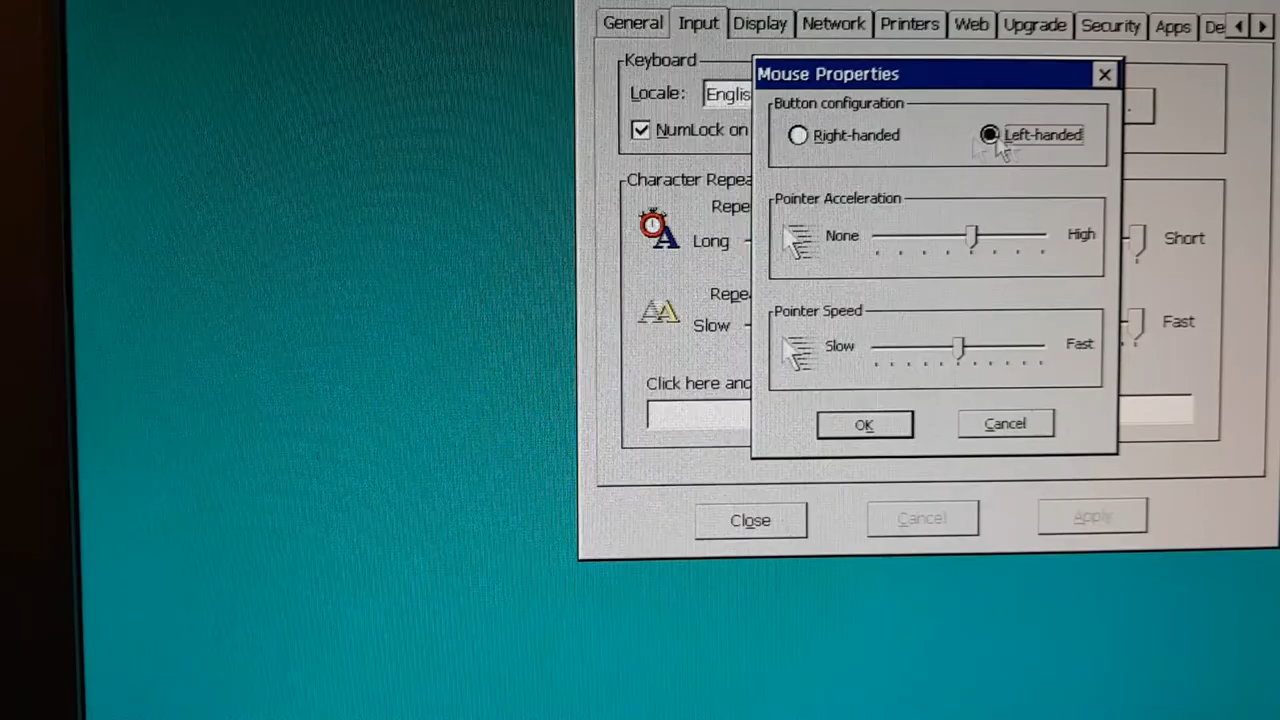 General Input Display Network Printers Web Upgrade Security Apps De
Keyboard
Locale: Englis
NumLock on
Character Repea
Repe
Long
Short
Repe
Slow
Fast
Click here and
Close Cancel Apply
Mouse Properties
Button configuration
Right-handed Left-handed
Pointer Acceleration
None High
Pointer Speed
Slow Fast
OK Cancel